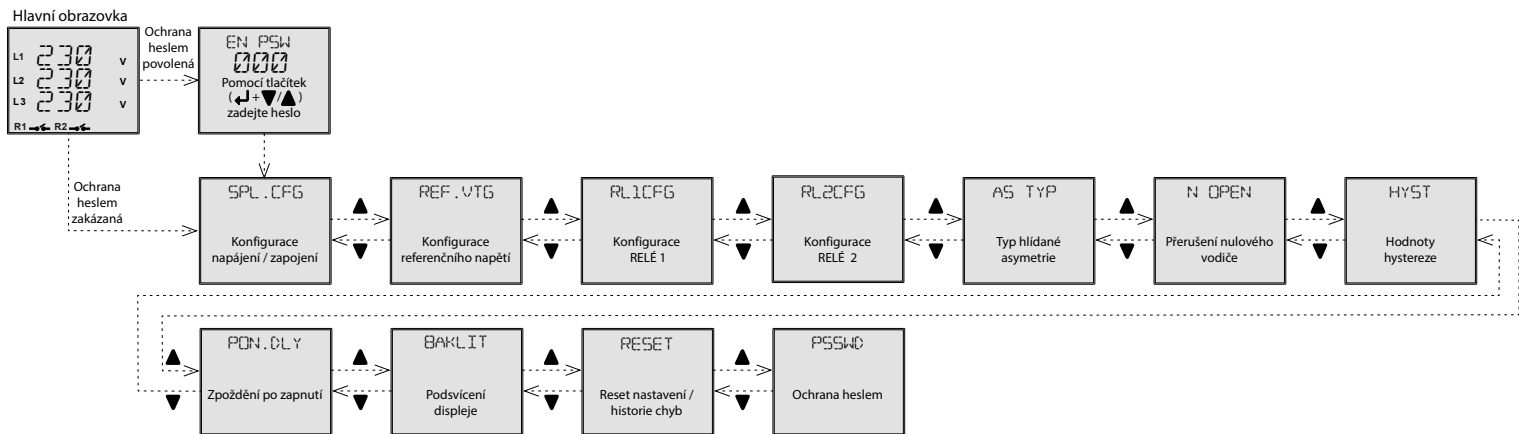 Hlavní obrazovka
L1 230 V
L2 230 V
L3 230 V
R1 R2
Ochrana
heslem
povolená
EN PSW
000
Pomocí tlačítek
(↵+▼/▲)
zadejte heslo
Ochrana
heslem
zakázaná
SPL.CFG
Konfigurace
napájení / zapojení
REF.VTG
Konfigurace
referenčního napětí
RL1CFG
Konfigurace
RELÉ 1
RL2CFG
Konfigurace
RELÉ 2
AS TYP
Typ hlídané
asymetrie
N OPEN
Přerušení nulového
vodiče
HYST
Hodnoty
hystereze
PON.DLY
Zpoždění po zapnutí
BAKLIT
Podsvícení
displeje
RESET
Reset nastavení /
historie chyb
PSSWD
Ochrana heslem